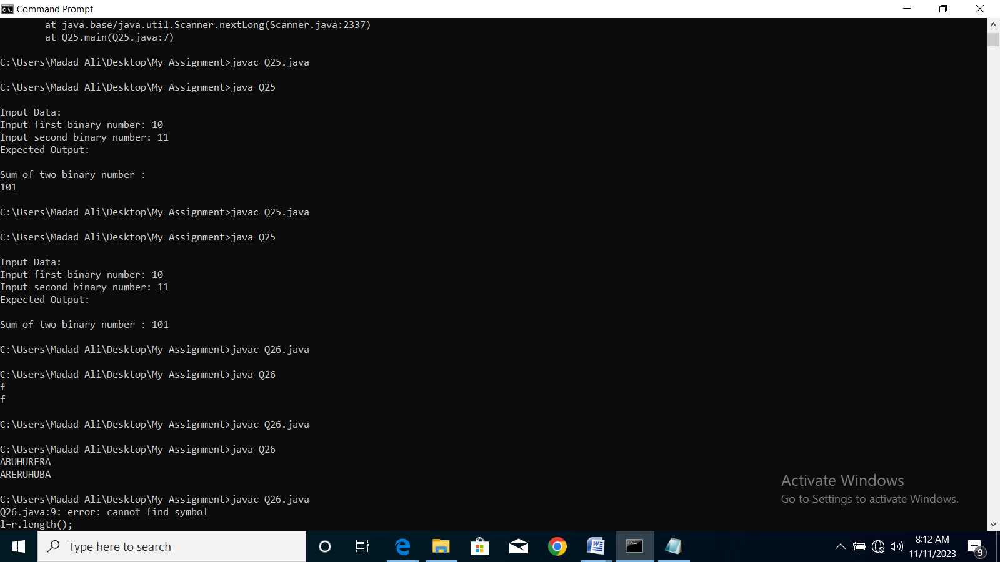 Command Prompt
at java.base/java.util.Scanner.nextLong(Scanner.java:2337)
at Q25.main(Q25.java:7)
C:\Users\Madad Ali\Desktop\My Assignment>javac Q25.java
C:\Users\Madad Ali\Desktop\My Assignment>java Q25
Input Data:
Input first binary number: 10
Input second binary number: 11
Expected Output:
Sum of two binary number :
101
C:\Users\Madad Ali\Desktop\My Assignment>javac Q25.java
C:\Users\Madad Ali\Desktop\My Assignment>java Q25
Input Data:
Input first binary number: 10
Input second binary number: 11
Expected Output:
Sum of two binary number : 101
C:\Users\Madad Ali\Desktop\My Assignment>javac Q26.java
C:\Users\Madad Ali\Desktop\My Assignment>java Q26
f
f
C:\Users\Madad Ali\Desktop\My Assignment>javac Q26.java
C:\Users\Madad Ali\Desktop\My Assignment>java Q26
ABUHURERA
ARERUHUBA
C:\Users\Madad Ali\Desktop\My Assignment>javac Q26.java
Q26.java:9: error: cannot find symbol
l=r.length();
Activate Windows
Go to Settings to activate Windows.
Type here to search
8:12 AM
11/11/2023
9